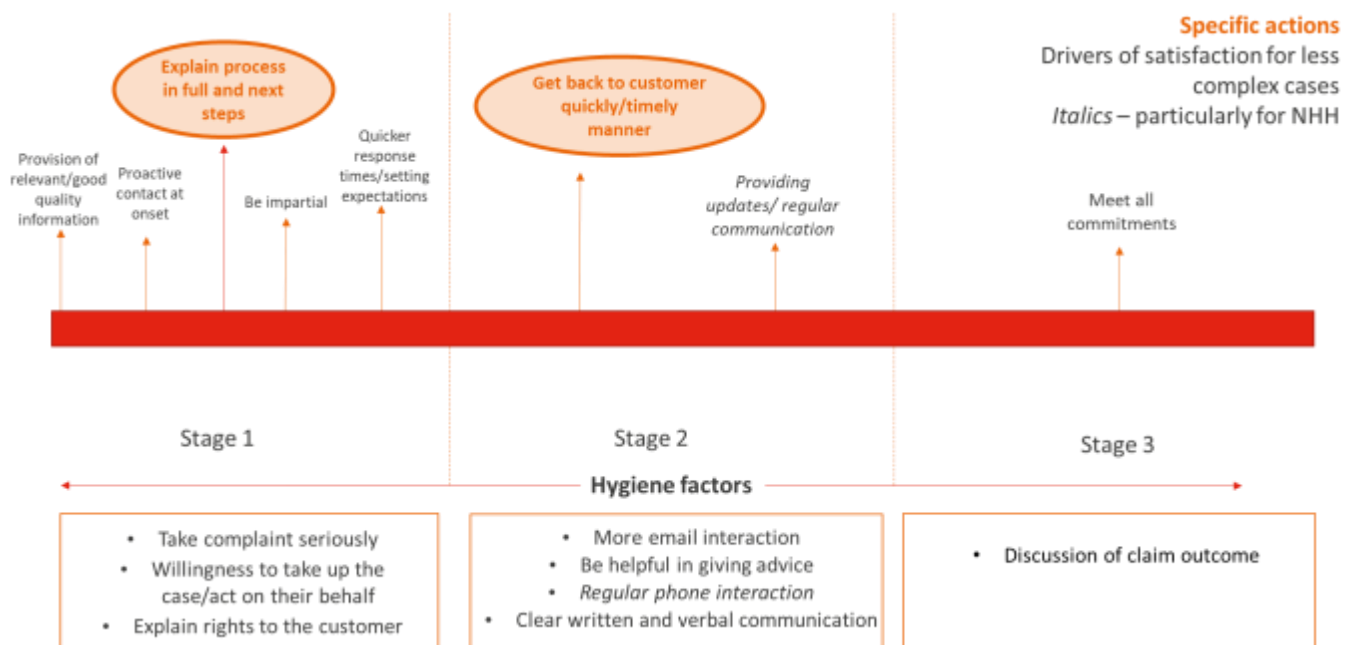 Specific actions
Drivers of satisfaction for less
complex cases
Italics – particularly for NHH
Provision of
relevant/good
quality
information
Proactive
contact at
onset
Explain process
in full and next
steps
Be impartial
Quicker
response
times/setting
expectations
Get back to customer
quickly/timely
manner
Providing
updates/ regular
communication
Meet all
commitments
Stage 1
Stage 2
Stage 3
Hygiene factors
• Take complaint seriously
• Willingness to take up the
case/act on their behalf
• Explain rights to the customer
• More email interaction
• Be helpful in giving advice
• Regular phone interaction
• Clear written and verbal communication
• Discussion of claim outcome